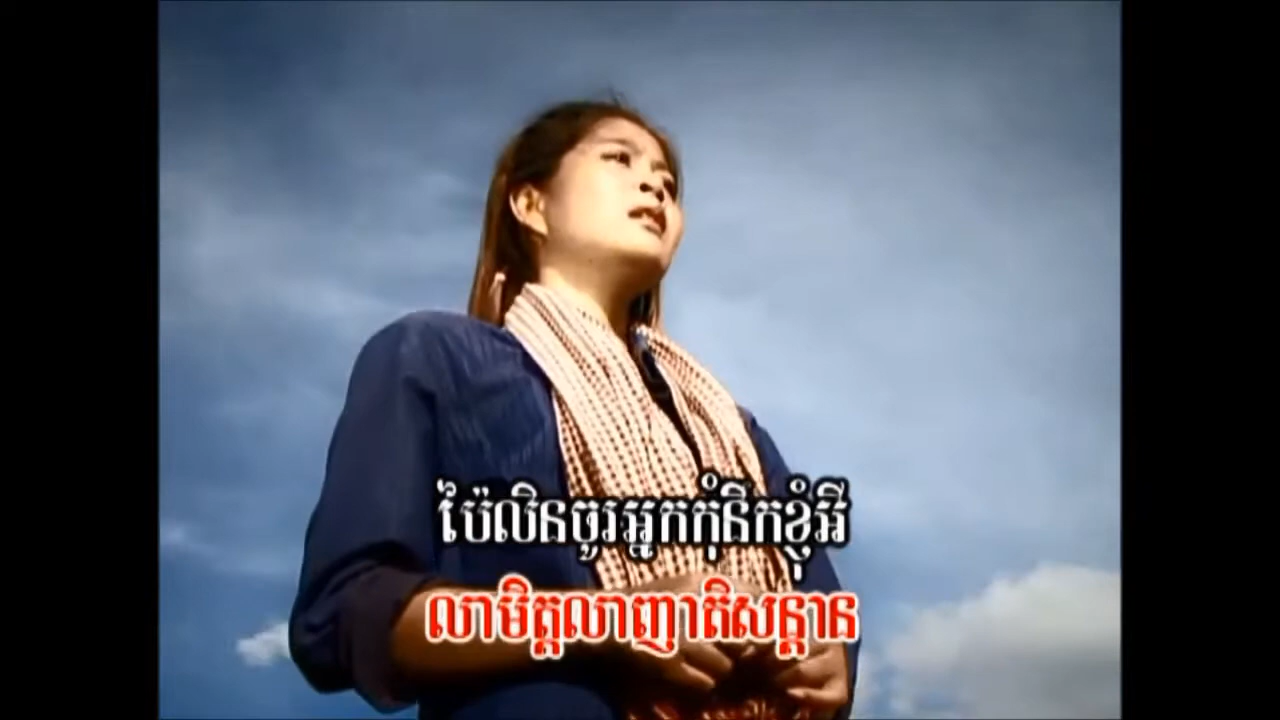 ប៉ៃលិនចូរអ្នកកុំនឹកខ្ញុំអី
លាមិត្តលាញាតិសន្តាន